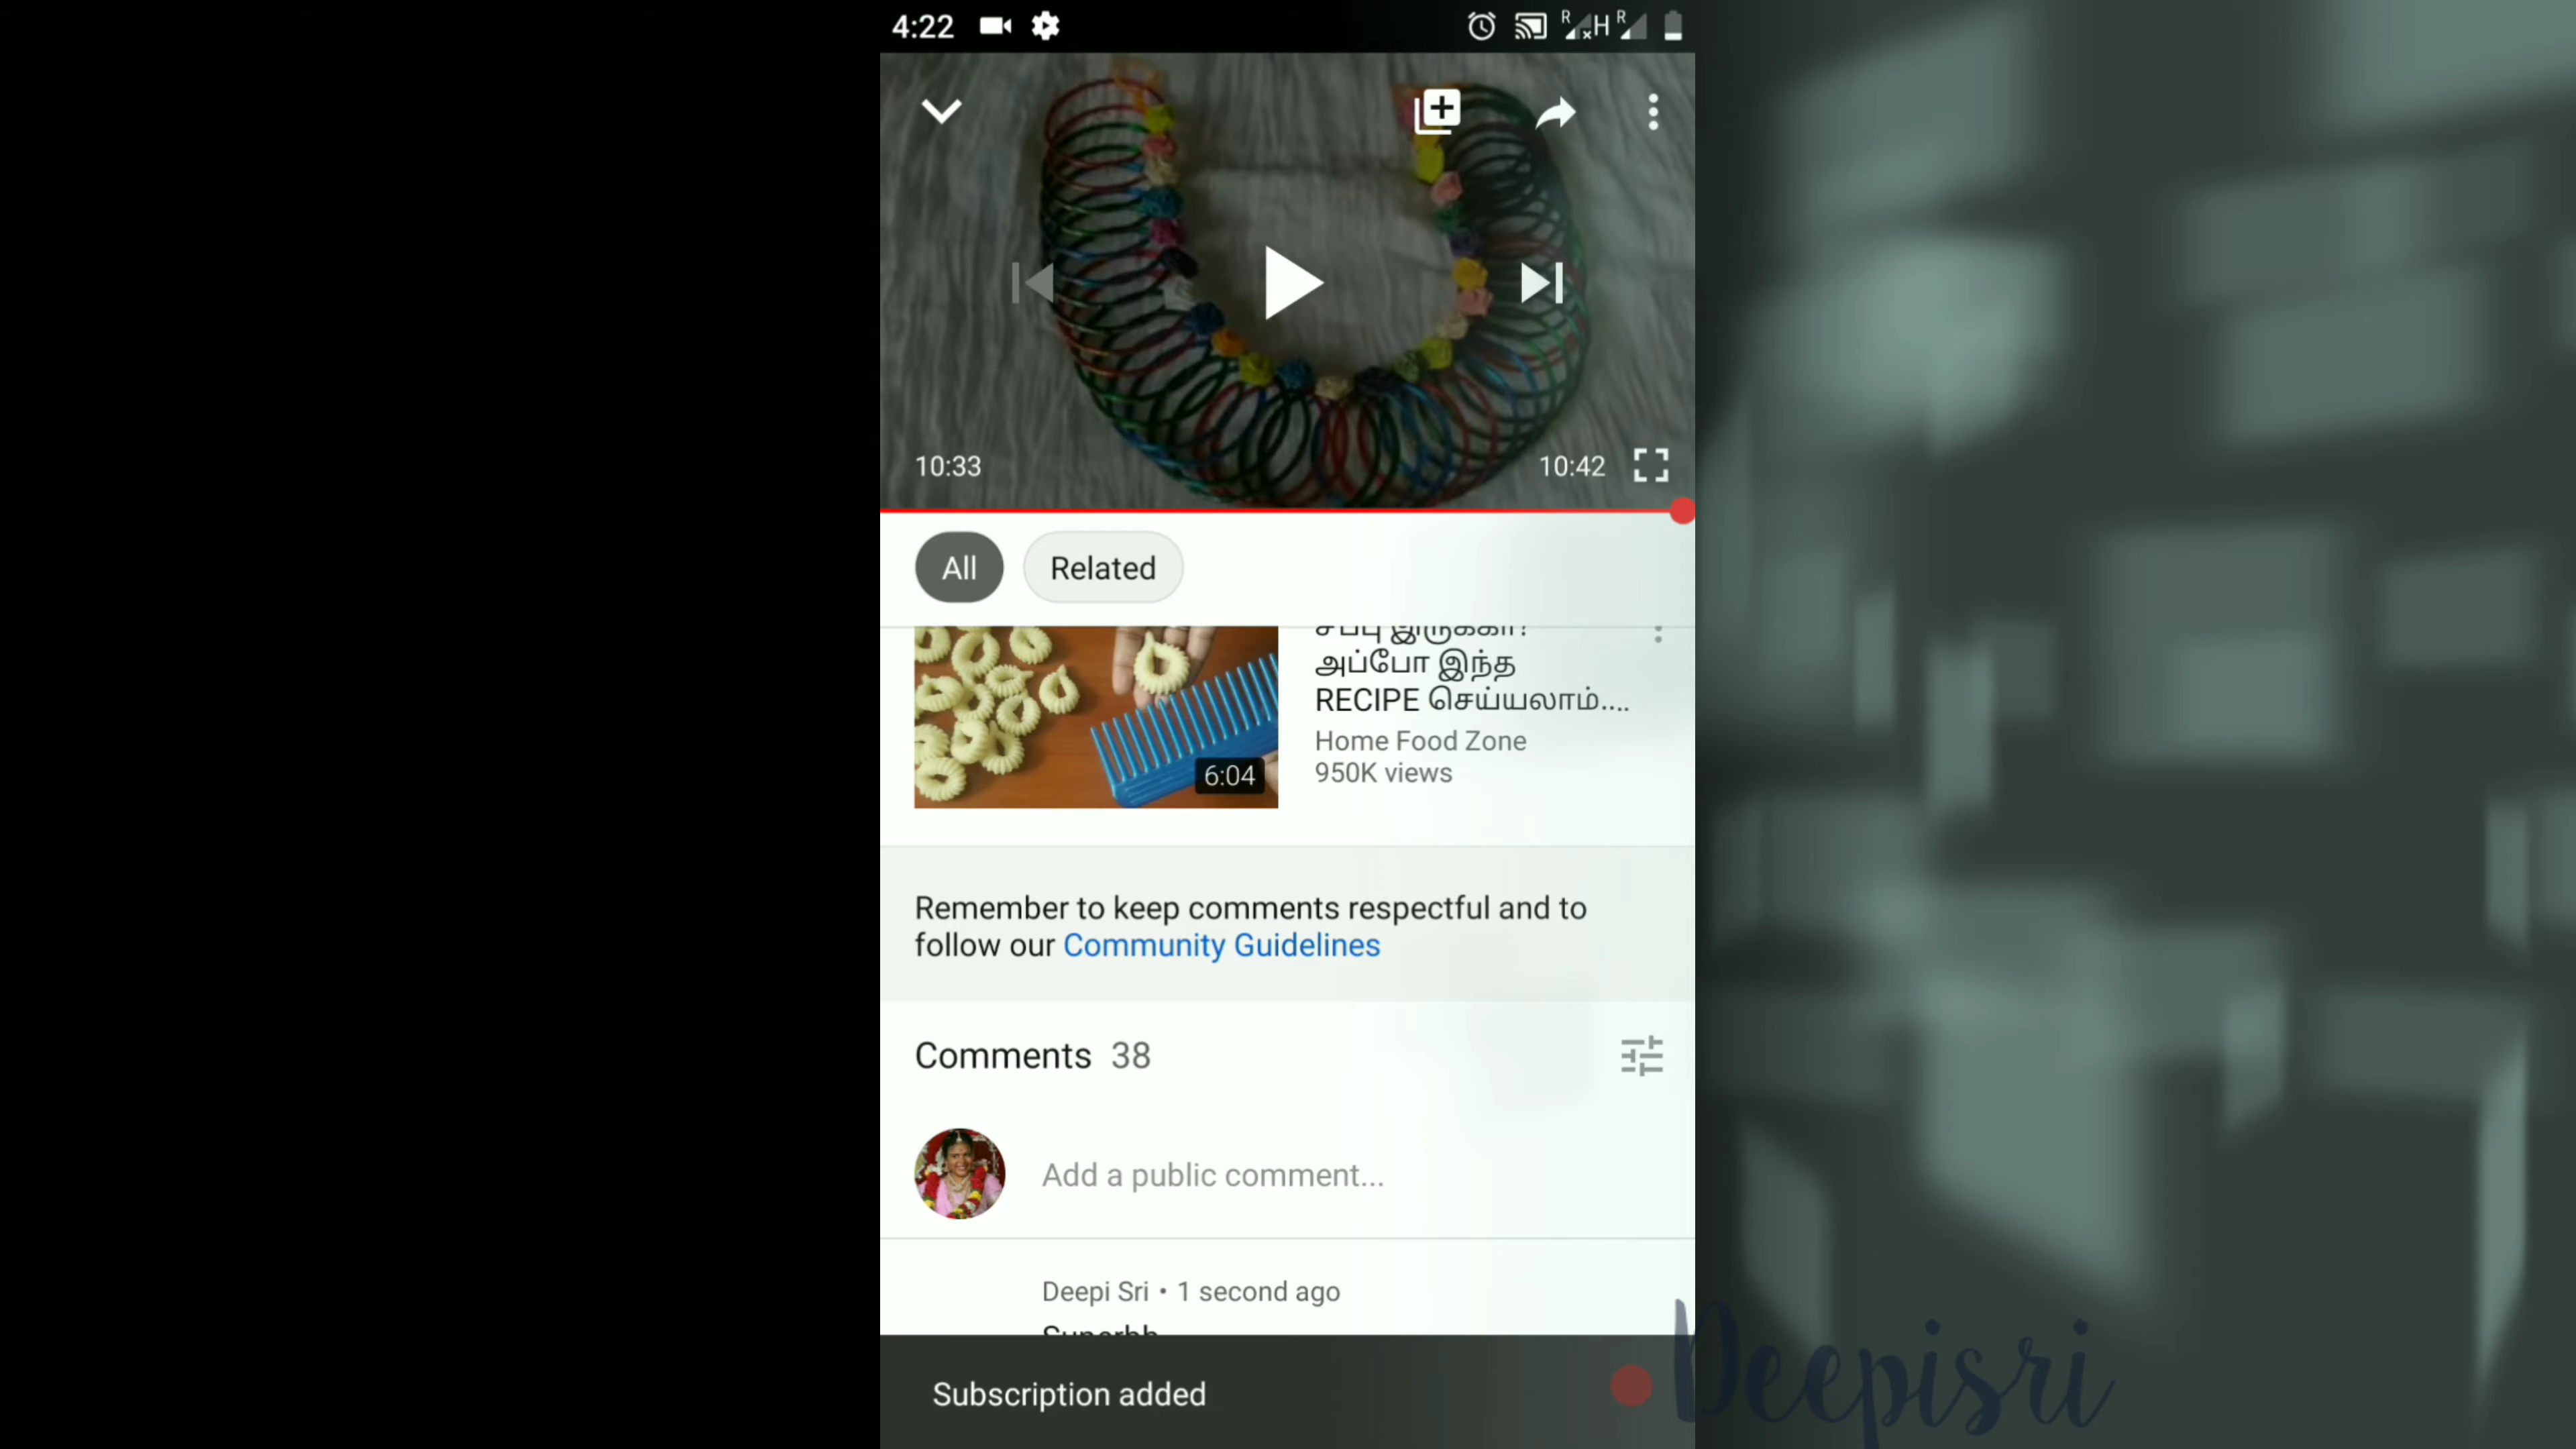 4:22
R H R
10:33
10:42
All
Related
அப்போ இந்த
RECIPE செய்யலாம்....
Home Food Zone
950K views
6:04
Remember to keep comments respectful and to
follow our Community Guidelines
Comments 38
Add a public comment...
Deepi Sri • 1 second ago
Subscription added
Deepisri